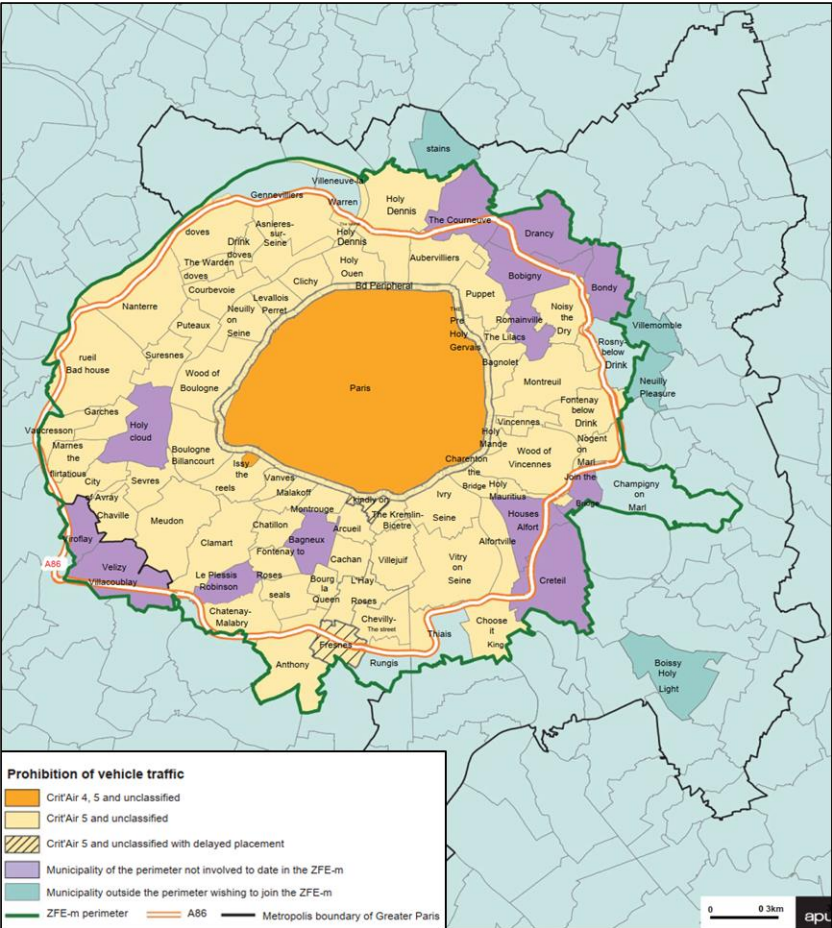 stains
Villeneuve-la
Warren
Gennevilliers
Holy
Dennis
The Courneuve
Drancy
doves
Asnieres-
sur-
Seine
Drink
doves
Holy
Dennis
Aubervilliers
Bobigny
Bondy
The Warden
doves
Holy
Ouen
Clichy
Courbevoie
Bd Peripheral
Puppet
Nanterre
Levallois
Perret
Neuilly
on
Seine
Noisy
the
Dry
THE
Pre
Holy
Gervais
Romainville
The Lilacs
Villemomble
Puteaux
Rosny-
below
Drink
Suresnes
rueil
Bad house
Bagnolet
Wood of
Boulogne
Paris
Montreuil
Neuilly
Pleasure
Garches
Holy
cloud
Fontenay
below
Drink
Vaucresson
Vincennes
Holy
Mande
Nogent
on
Marl
Marnes
the
flirtatious
Boulogne
Billancourt
Issy
the
reels
Wood of
Vincennes
Charenton
the
Bridge
City
of Avray
Sevres
Vanves
Malakoff
Join the
Bridge
Champigny
on
Marl
Holy
Mauritius
Ivry
Seine
Chaville
Montrouge
kindly on
The Kremlin-
Bicetre
Houses
Alfort
Meudon
Chatillon
Bagneux
Arcueil
Viroflay
Clamart
Fontenay to
Roses
Alfortville
Cachan
Villejuif
Vitry
on
Seine
A86
Velizy
Villacoublay
Le Plessis
Robinson
seals
Bourg
la
Queen
L'Hay
Roses
Creteil
Chatenay-
Malabry
Chevilly-
The street
Thiais
Choose
it
King
Fresnes
Anthony
Rungis
Boissy
Holy
Light
Prohibition of vehicle traffic
Crit'Air 4, 5 and unclassified
Crit'Air 5 and unclassified
Crit'Air 5 and unclassified with delayed placement
Municipality of the perimeter not involved to date in the ZFE-m
Municipality outside the perimeter wishing to join the ZFE-m
ZFE-m perimeter A86 Metropolis boundary of Greater Paris
0 0 3km
apu